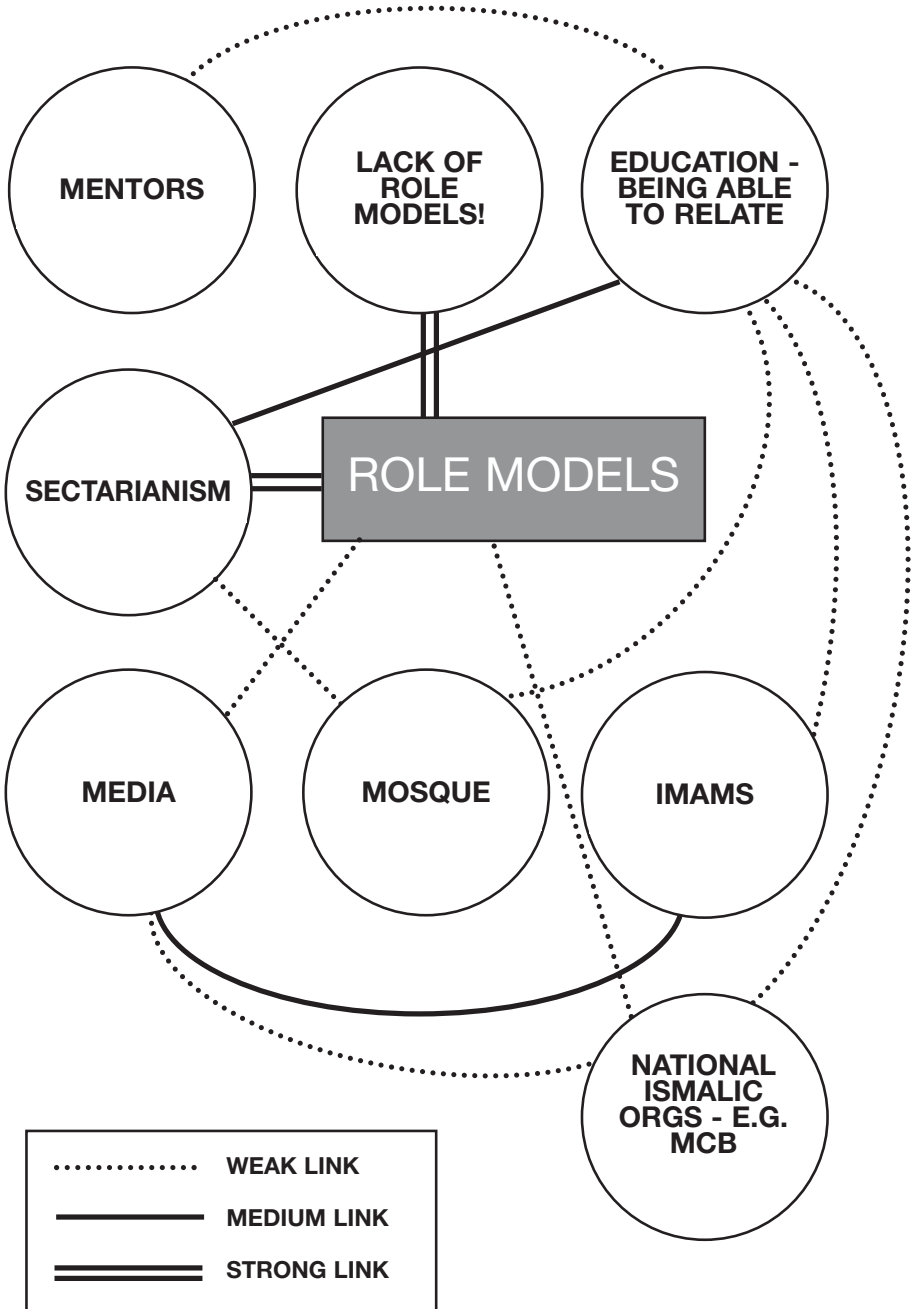 MENTORS
LACK OF
ROLE
MODELS!
EDUCATION -
BEING ABLE
TO RELATE
SECTARIANISM
ROLE MODELS
MEDIA
MOSQUE
IMAMS
NATIONAL
ISMALIC
ORGS - E.G.
MCB
WEAK LINK
MEDIUM LINK
STRONG LINK